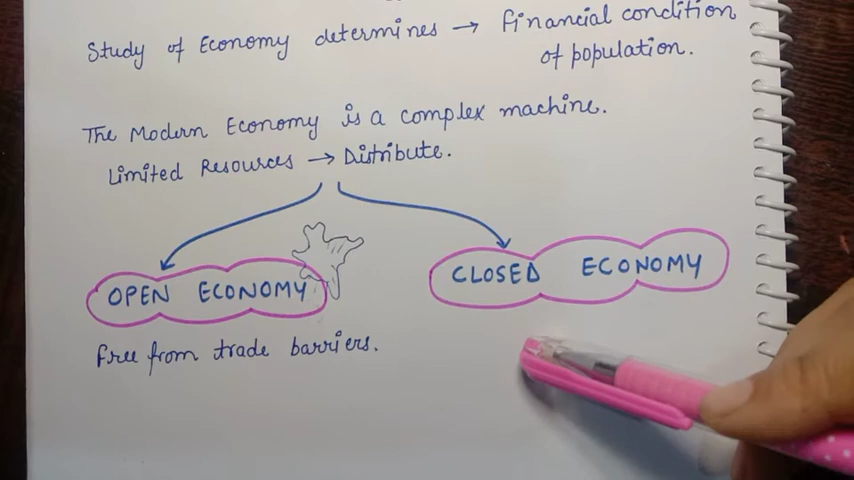 Study of Economy determines → Financial condition
of population.
The Modern Economy is a complex machine.
Limited Resources → Distribute.
OPEN ECONOMY
CLOSED ECONOMY
Free from trade barriers.